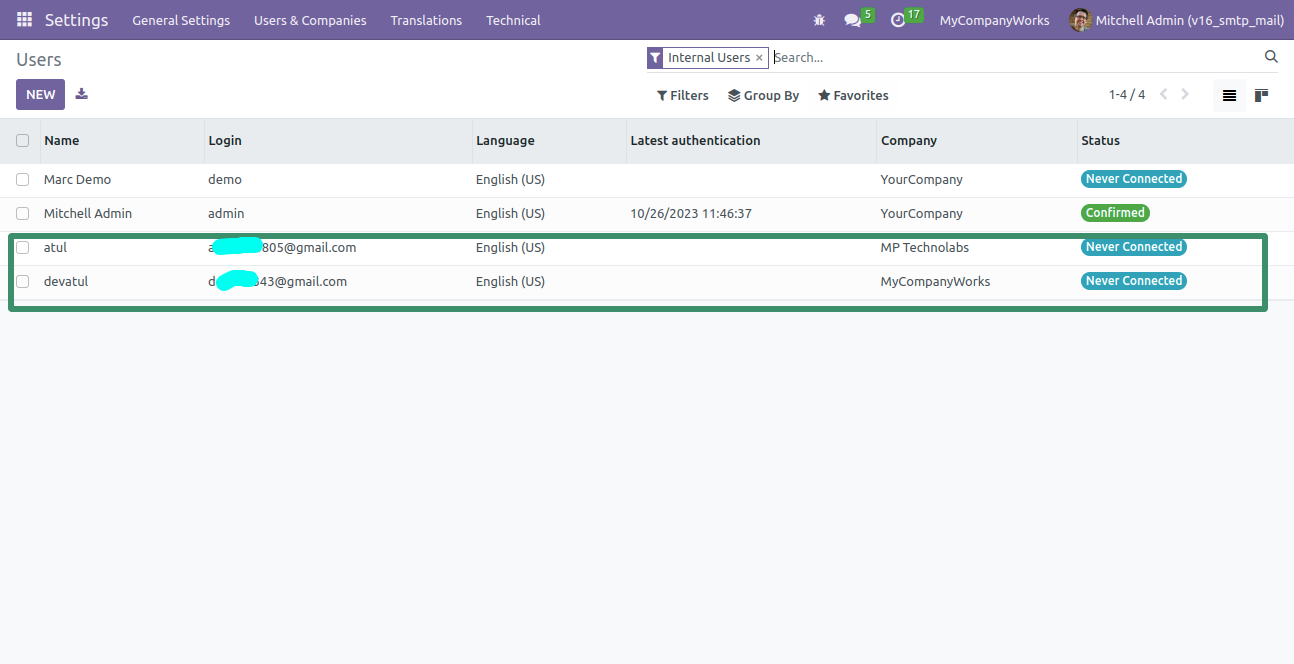 Settings General Settings Users & Companies Translations Technical 5 17 MyCompanyWorks Mitchell Admin (v16_smtp_mail)
Users Internal Users × Search...
NEW Filters Group By Favorites 1-4 / 4
Name Login Language Latest authentication Company Status
Marc Demo demo English (US) YourCompany Never Connected
Mitchell Admin admin English (US) 10/26/2023 11:46:37 YourCompany Confirmed
atul a 805@gmail.com English (US) MP Technolabs Never Connected
devatul d 43@gmail.com English (US) MyCompanyWorks Never Connected